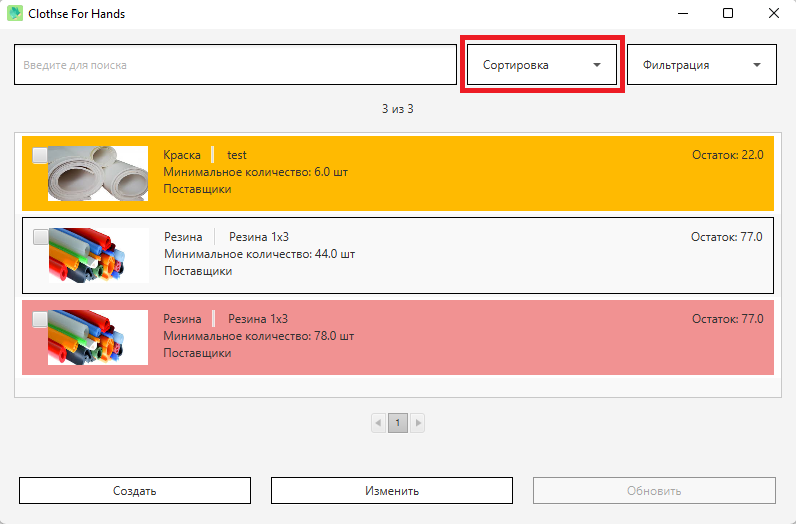 Clothse For Hands
Введите для поиска
Сортировка
Фильтрация
3 из 3
Краска test Остаток: 22.0
Минимальное количество: 6.0 шт
Поставщики
Резина Резина 1x3 Остаток: 77.0
Минимальное количество: 44.0 шт
Поставщики
Резина Резина 1x3 Остаток: 77.0
Минимальное количество: 78.0 шт
Поставщики
1
Создать Изменить Обновить